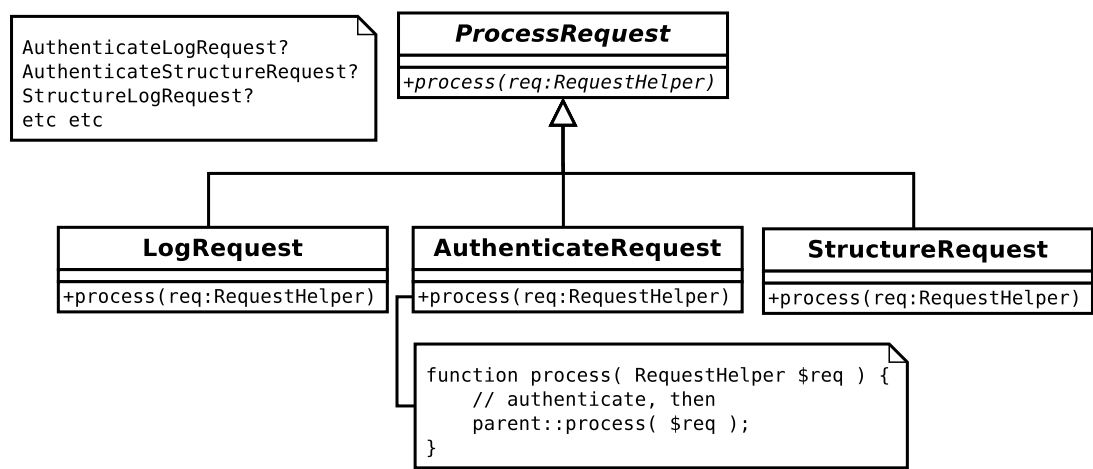 AuthenticateLogRequest?
AuthenticateStructureRequest?
StructureLogRequest?
etc etc
ProcessRequest
+process(req:RequestHelper)
LogRequest
+process(req:RequestHelper)
AuthenticateRequest
+process(req:RequestHelper)
StructureRequest
+process(req:RequestHelper)
function process( RequestHelper $req ) {
    // authenticate, then
    parent::process( $req );
}